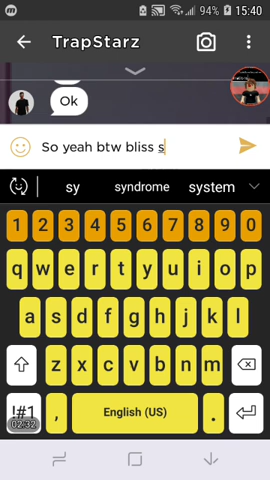 94% 15:40
TrapStarz
Ok
So yeah btw bliss s
sy syndrome system
1 2 3 4 5 6 7 8 9 0
q w e r t y u i o p
a s d f g h j k l
z x c v b n m
!#1 , English (US) .
02:32